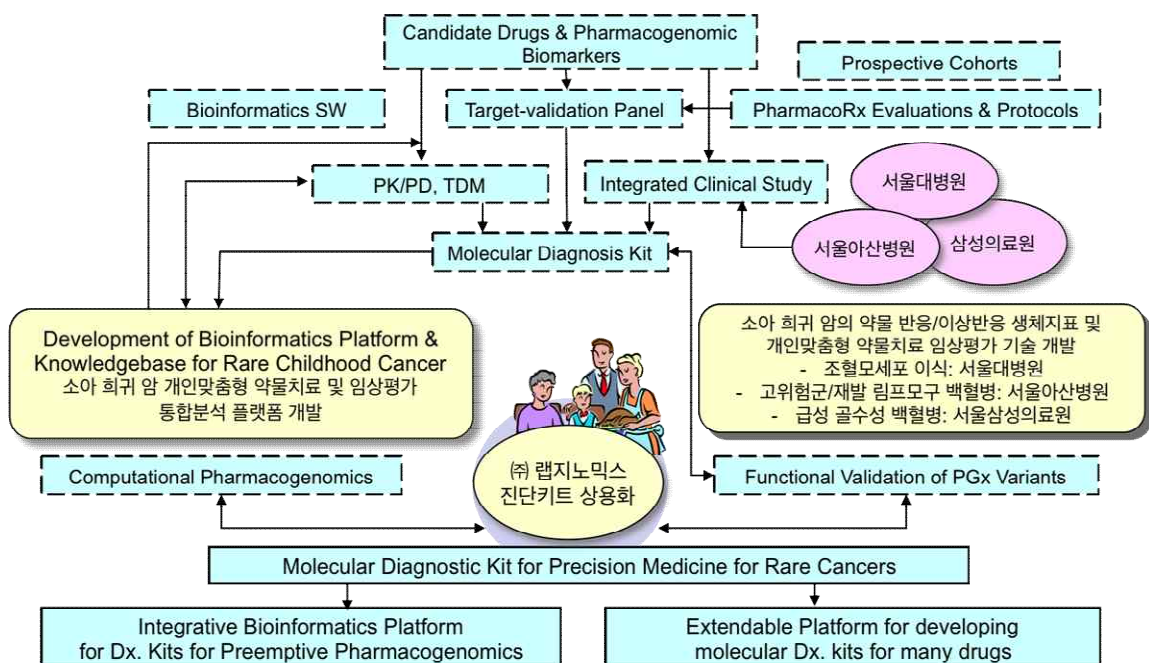 Candidate Drugs & Pharmacogenomic
Biomarkers
Prospective Cohorts
Bioinformatics SW
Target-validation Panel
PharmacoRx Evaluations & Protocols
PK/PD, TDM
Integrated Clinical Study
서울대병원
서울아산병원
삼성의료원
Molecular Diagnosis Kit
Development of Bioinformatics Platform &
Knowledgebase for Rare Childhood Cancer
소아 희귀 암 개인맞춤형 약물치료 및 임상평가
통합분석 플랫폼 개발
소아 희귀 암의 약물 반응/이상반응 생체지표 및
개인맞춤형 약물치료 임상평가 기술 개발
- 조혈모세포 이식: 서울대병원
- 고위험군/재발 림프모구 백혈병: 서울아산병원
- 급성 골수성 백혈병: 서울삼성의료원
Computational Pharmacogenomics
㈜ 랩지노믹스
진단키트 상용화
Functional Validation of PGx Variants
Molecular Diagnostic Kit for Precision Medicine for Rare Cancers
Integrative Bioinformatics Platform
for Dx. Kits for Preemptive Pharmacogenomics
Extendable Platform for developing
molecular Dx. kits for many drugs